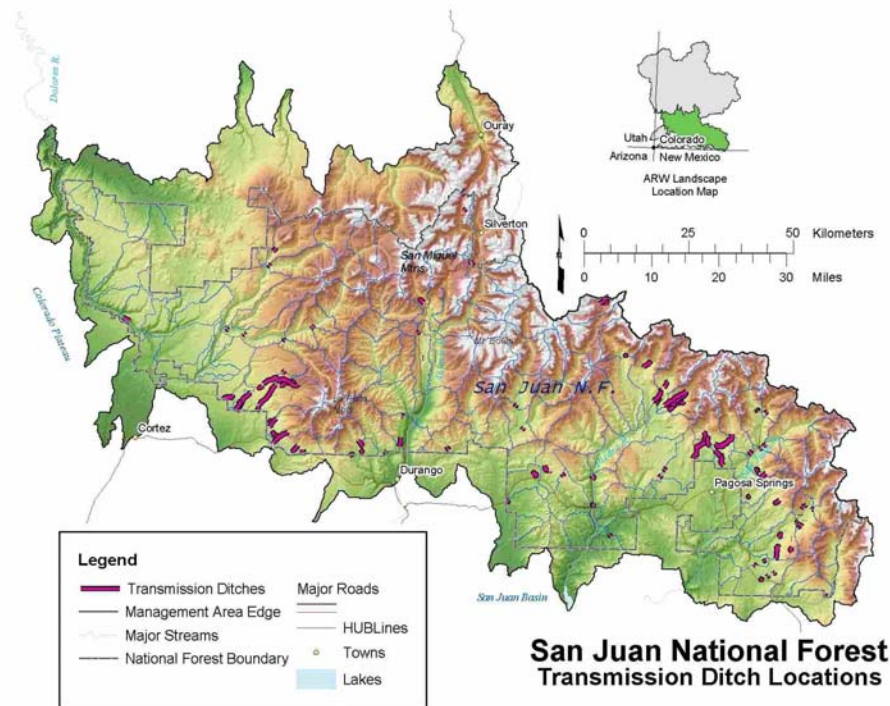 Dolores R.
Ouray
Utah
Colorado
Arizona
New Mexico
ARW Landscape
Location Map
Silverton
0 25 50 Kilometers
0 10 20 30 Miles
San Miguel
Mtns.
Colorado Plateau
San Juan N.F.
Cortez
Durango
Pagosa Springs
San Juan Basin
Legend
Transmission Ditches
Management Area Edge
Major Streams
National Forest Boundary
Major Roads
HUBLines
Towns
Lakes
San Juan National Forest
Transmission Ditch Locations